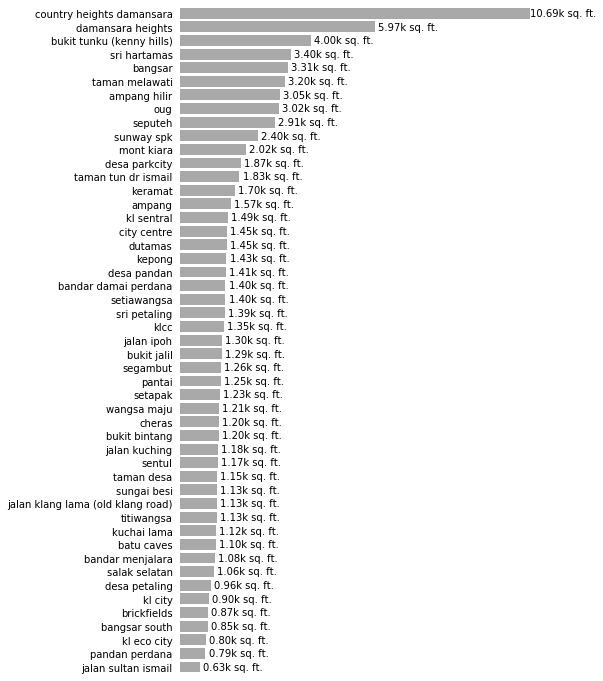 country heights damansara 10.69k sq. ft.
damansara heights 5.97k sq. ft.
bukit tunku (kenny hills) 4.00k sq. ft.
sri hartamas 3.40k sq. ft.
bangsar 3.31k sq. ft.
taman melawati 3.20k sq. ft.
ampang hilir 3.05k sq. ft.
oug 3.02k sq. ft.
seputeh 2.91k sq. ft.
sunway spk 2.40k sq. ft.
mont kiara 2.02k sq. ft.
desa parkcity 1.87k sq. ft.
taman tun dr ismail 1.83k sq. ft.
keramat 1.70k sq. ft.
ampang 1.57k sq. ft.
kl sentral 1.49k sq. ft.
city centre 1.45k sq. ft.
dutamas 1.45k sq. ft.
kepong 1.43k sq. ft.
desa pandan 1.41k sq. ft.
bandar damai perdana 1.40k sq. ft.
setiawangsa 1.40k sq. ft.
sri petaling 1.39k sq. ft.
klcc 1.35k sq. ft.
jalan ipoh 1.30k sq. ft.
bukit jalil 1.29k sq. ft.
segambut 1.26k sq. ft.
pantai 1.25k sq. ft.
setapak 1.23k sq. ft.
wangsa maju 1.21k sq. ft.
cheras 1.20k sq. ft.
bukit bintang 1.20k sq. ft.
jalan kuching 1.18k sq. ft.
sentul 1.17k sq. ft.
taman desa 1.15k sq. ft.
sungai besi 1.13k sq. ft.
jalan klang lama (old klang road) 1.13k sq. ft.
titiwangsa 1.13k sq. ft.
kuchai lama 1.12k sq. ft.
batu caves 1.10k sq. ft.
bandar menjalara 1.08k sq. ft.
salak selatan 1.06k sq. ft.
desa petaling 0.96k sq. ft.
kl city 0.90k sq. ft.
brickfields 0.87k sq. ft.
bangsar south 0.85k sq. ft.
kl eco city 0.80k sq. ft.
pandan perdana 0.79k sq. ft.
jalan sultan ismail 0.63k sq. ft.